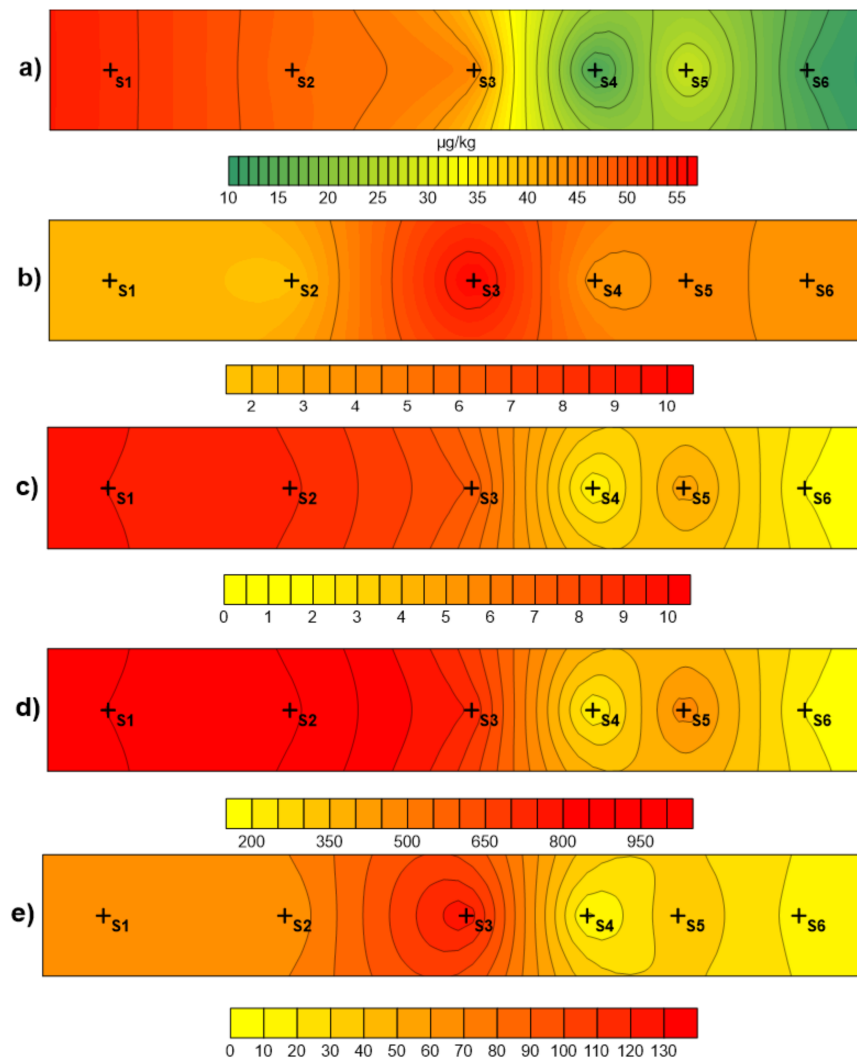 a)
S1 S2 S3 S4 S5 S6
µg/kg
10 15 20 25 30 35 40 45 50 55
b)
S1 S2 S3 S4 S5 S6
2 3 4 5 6 7 8 9 10
c)
S1 S2 S3 S4 S5 S6
0 1 2 3 4 5 6 7 8 9 10
d)
S1 S2 S3 S4 S5 S6
200 350 500 650 800 950
e)
S1 S2 S3 S4 S5 S6
0 10 20 30 40 50 60 70 80 90 100 110 120 130